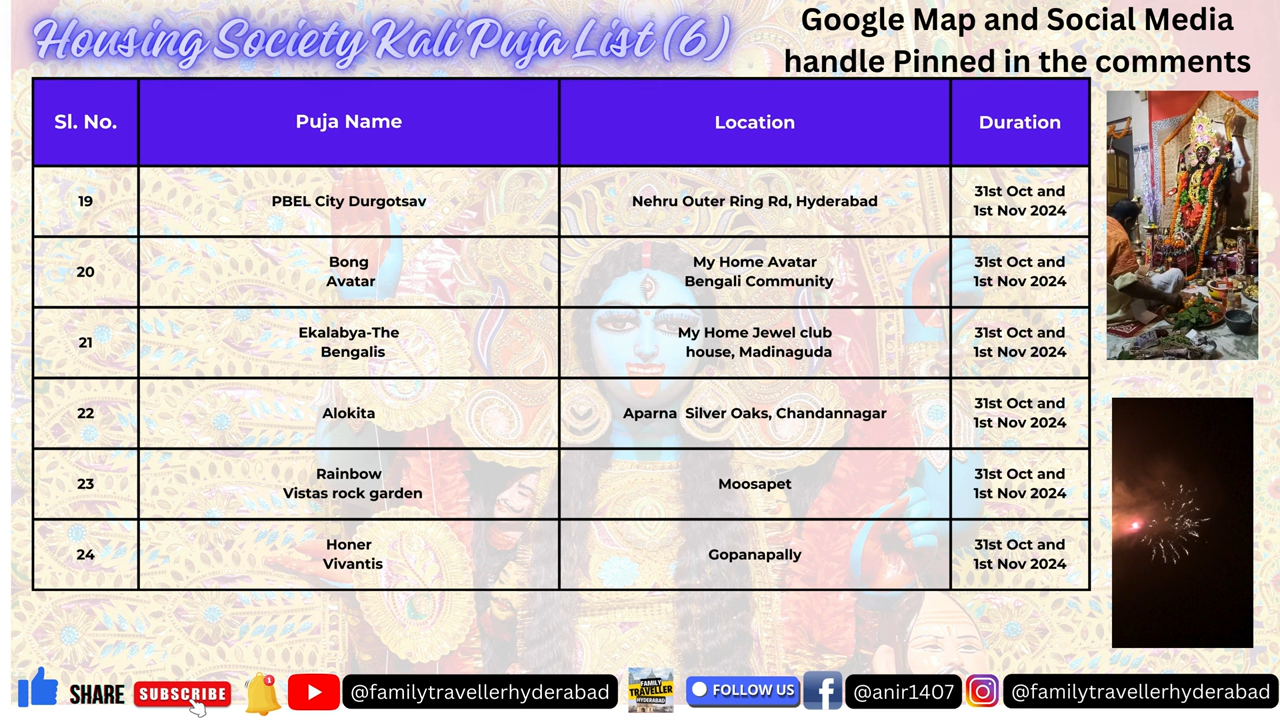 Housing Society Kali Puja List (6)
Google Map and Social Media
handle Pinned in the comments
Sl. No.
Puja Name
Location
Duration
19
PBEL City Durgotsav
Nehru Outer Ring Rd, Hyderabad
31st Oct and
1st Nov 2024
20
Bong
Avatar
My Home Avatar
Bengali Community
31st Oct and
1st Nov 2024
21
Ekalabya-The
Bengalis
My Home Jewel club
house, Madinaguda
31st Oct and
1st Nov 2024
22
Alokita
Aparna  Silver Oaks, Chandannagar
31st Oct and
1st Nov 2024
23
Rainbow
Vistas rock garden
Moosapet
31st Oct and
1st Nov 2024
24
Honer
Vivantis
Gopanapally
31st Oct and
1st Nov 2024
SHARE
SUBSCRIBE
1
@familytravellerhyderabad
FAMILY
TRAVELLER
HYDERABAD
FOLLOW US
@anir1407
@familytravellerhyderabad